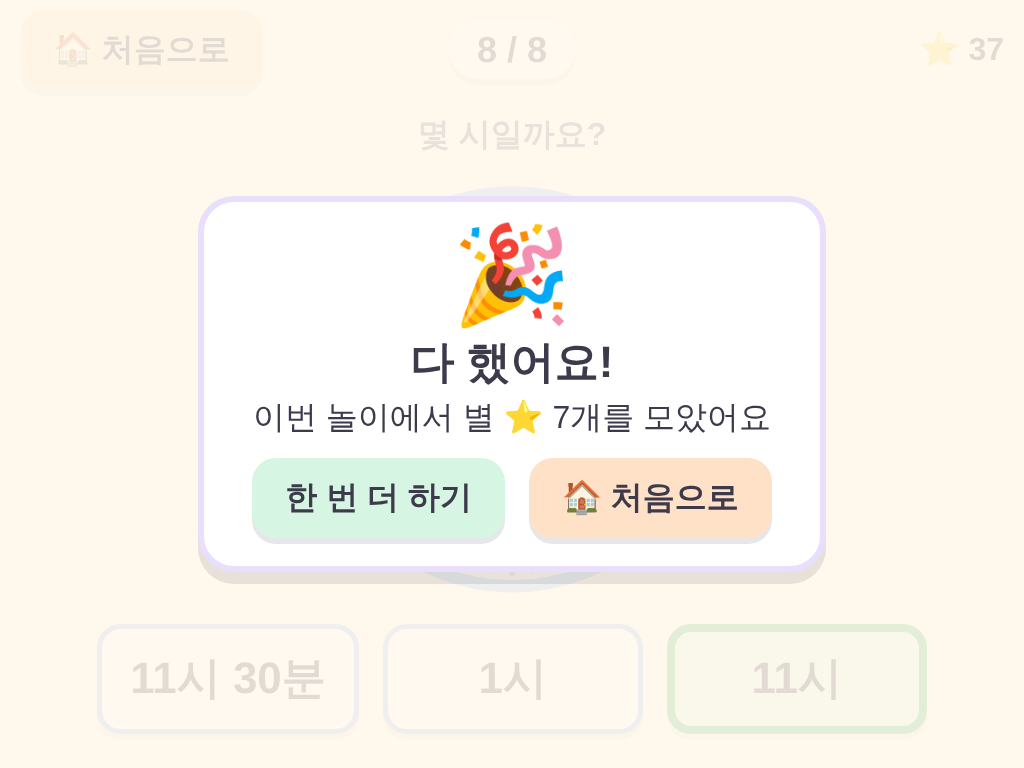 🏠 처음으로
8 / 8
⭐ 37
몇 시일까요?
다 했어요!
이번 놀이에서 별 ⭐ 7개를 모았어요
한 번 더 하기
🏠 처음으로
11시 30분
1시
11시